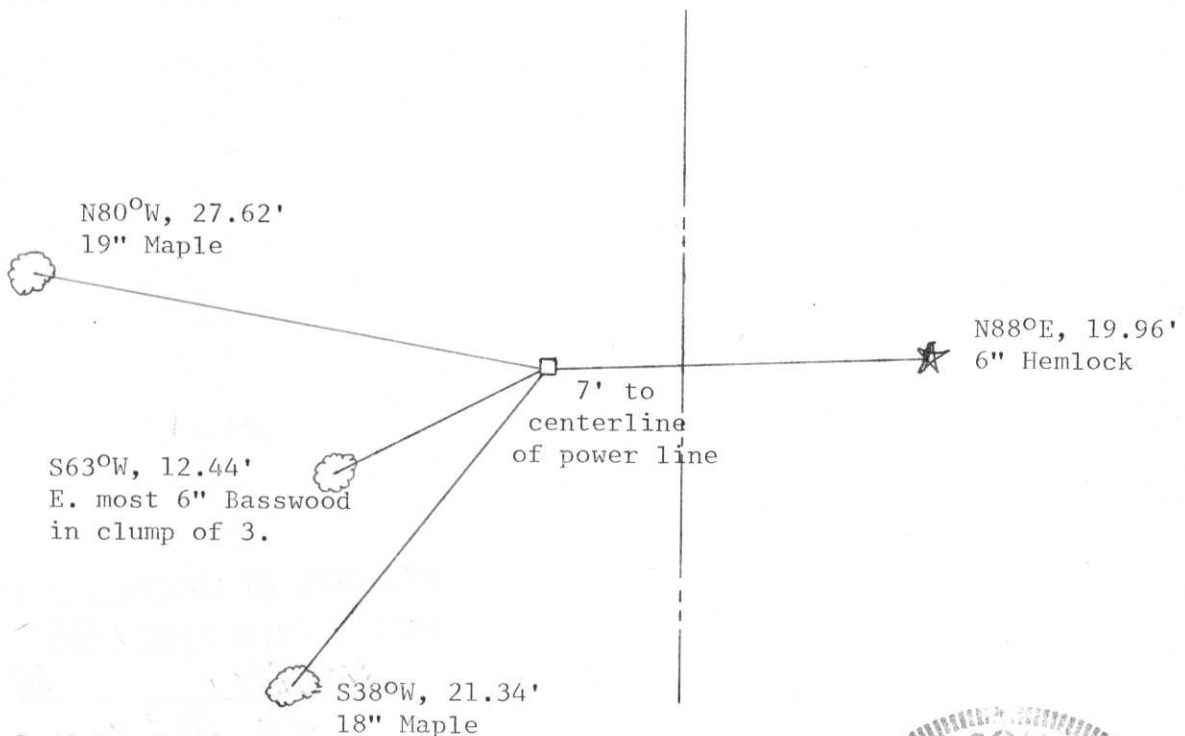 N80°W, 27.62'
19" Maple
N88°E, 19.96'
6" Hemlock
7' to
centerline
of power line
S63°W, 12.44'
E. most 6" Basswood
in clump of 3.
S38°W, 21.34'
18" Maple